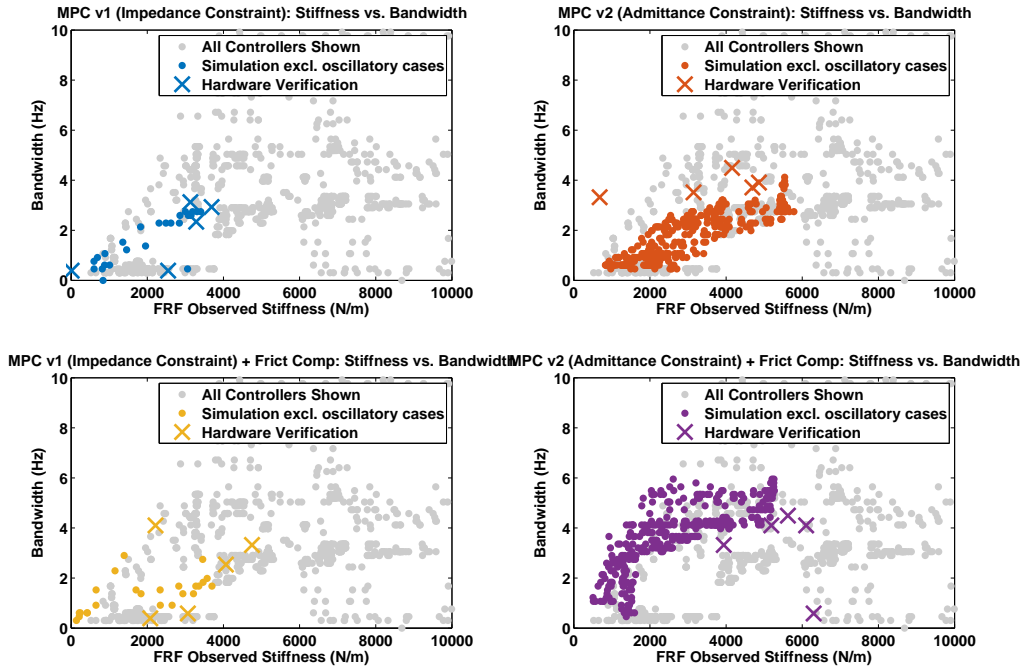 MPC v1 (Impedance Constraint): Stiffness vs. Bandwidth
10
8
6
4
2
0
Bandwidth (Hz)
All Controllers Shown
Simulation excl. oscillatory cases
Hardware Verification
0 2000 4000 6000 8000 10000
FRF Observed Stiffness (N/m)
MPC v2 (Admittance Constraint): Stiffness vs. Bandwidth
10
8
6
4
2
0
Bandwidth (Hz)
All Controllers Shown
Simulation excl. oscillatory cases
Hardware Verification
0 2000 4000 6000 8000 10000
FRF Observed Stiffness (N/m)
MPC v1 (Impedance Constraint) + Frict Comp: Stiffness vs. Bandwidth
10
8
6
4
2
0
Bandwidth (Hz)
All Controllers Shown
Simulation excl. oscillatory cases
Hardware Verification
0 2000 4000 6000 8000 10000
FRF Observed Stiffness (N/m)
MPC v2 (Admittance Constraint) + Frict Comp: Stiffness vs. Bandwidth
10
8
6
4
2
0
Bandwidth (Hz)
All Controllers Shown
Simulation excl. oscillatory cases
Hardware Verification
0 2000 4000 6000 8000 10000
FRF Observed Stiffness (N/m)